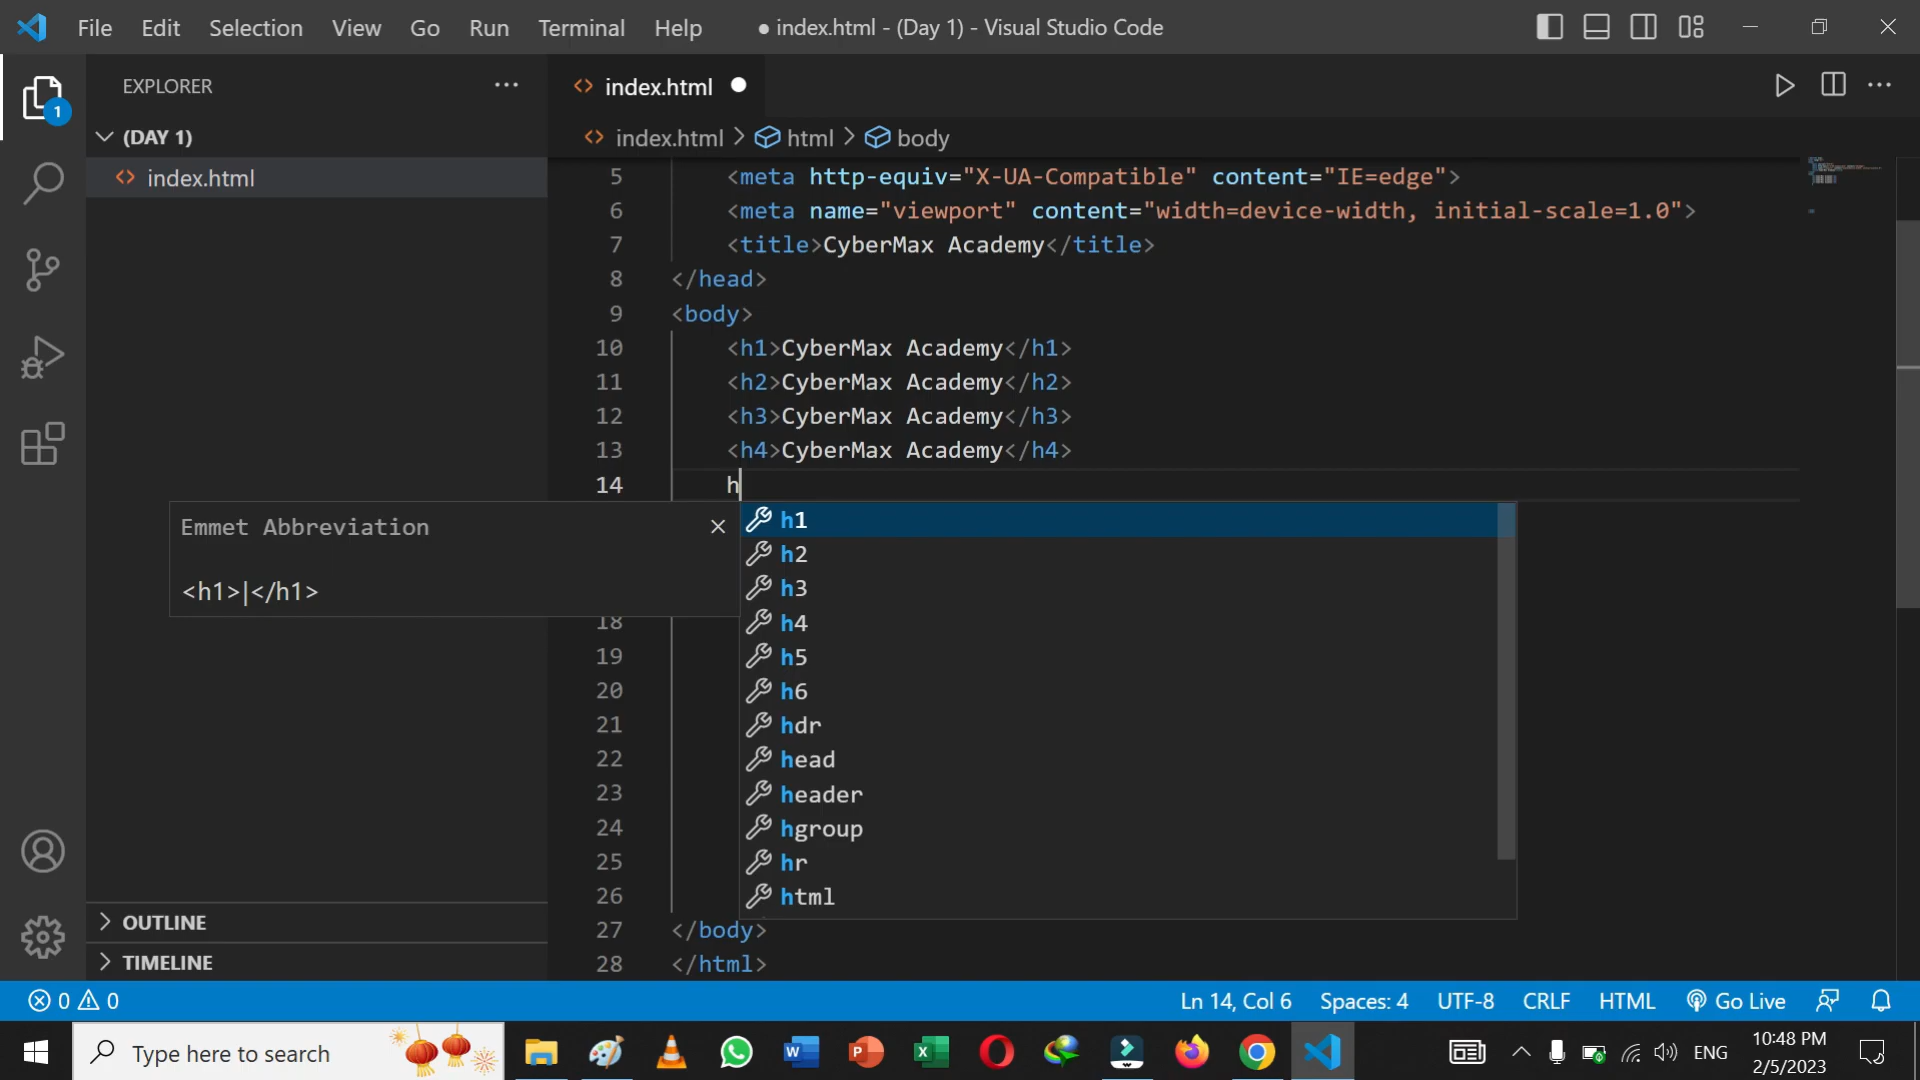 File Edit Selection View Go Run Terminal Help ● index.html - (Day 1) - Visual Studio Code
1
EXPLORER
(DAY 1)
index.html
OUTLINE
TIMELINE
index.html
index.html > html > body
5 <meta http-equiv="X-UA-Compatible" content="IE=edge">
6 <meta name="viewport" content="width=device-width, initial-scale=1.0">
7 <title>CyberMax Academy</title>
8 </head>
9 <body>
10 <h1>CyberMax Academy</h1>
11 <h2>CyberMax Academy</h2>
12 <h3>CyberMax Academy</h3>
13 <h4>CyberMax Academy</h4>
14 h
Emmet Abbreviation
<h1>|</h1>
h1
h2
h3
h4
h5
h6
hdr
head
header
hgroup
hr
html
18
19
20
21
22
23
24
25
26
27 </body>
28 </html>
0 0 Ln 14, Col 6 Spaces: 4 UTF-8 CRLF HTML Go Live
Type here to search
ENG
10:48 PM
2/5/2023